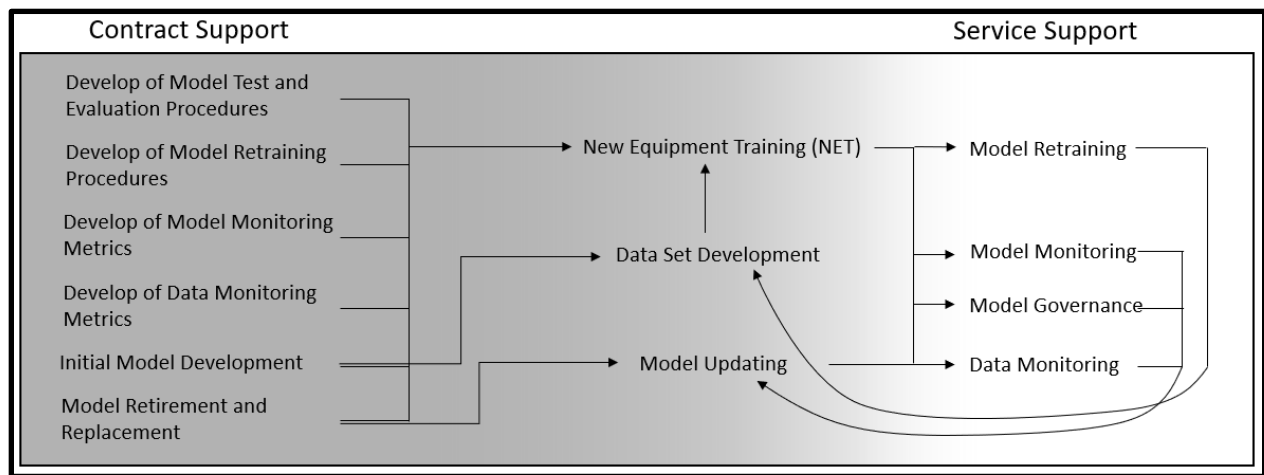 Contract Support
Service Support
Develop of Model Test and
Evaluation Procedures
Develop of Model Retraining
Procedures
Develop of Model Monitoring
Metrics
Develop of Data Monitoring
Metrics
Initial Model Development
Model Retirement and
Replacement
New Equipment Training (NET)
Data Set Development
Model Updating
Model Retraining
Model Monitoring
Model Governance
Data Monitoring